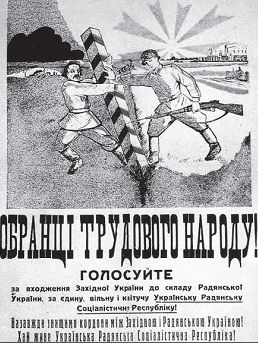 ОБРАНЦІ ТРУДОВОГО НАРОДУ!
ГОЛОСУЙТЕ
за входження Західної України до складу Радянської
України, за єдину, вільну і квітучу Українську Радянську
Соціалістичну Республіку!
Назавжди знищимо кордони між Західною і Радянською Україною!
Хай живе Українська Радянська Соціалістична Республіка!